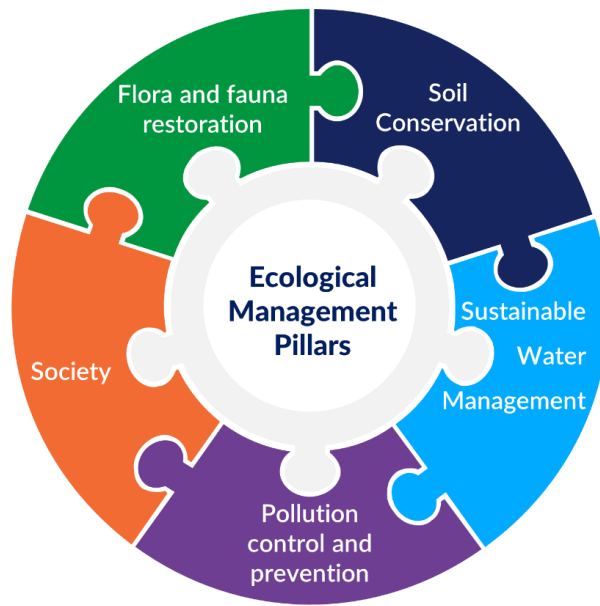 Flora and fauna
restoration
Soil
Conservation
Ecological
Management
Pillars
Sustainable
Water
Management
Society
Pollution
control and
prevention